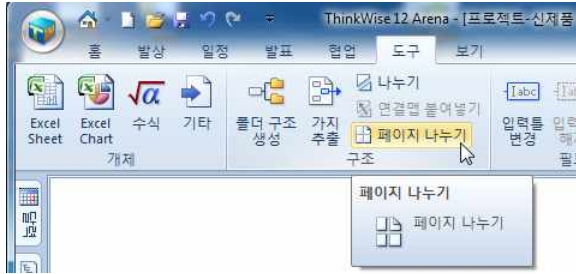 ThinkWise 12 Arena - [프로젝트-신제품
홈 발상 일정 발표 협업 도구 보기
Excel Sheet
Excel Chart
수식
기타
폴더 구조 생성
가지 추출
나누기
연결맵 붙여넣기
페이지 나누기
입력틀 변경
개체
구조
페이지 나누기
페이지 나누기